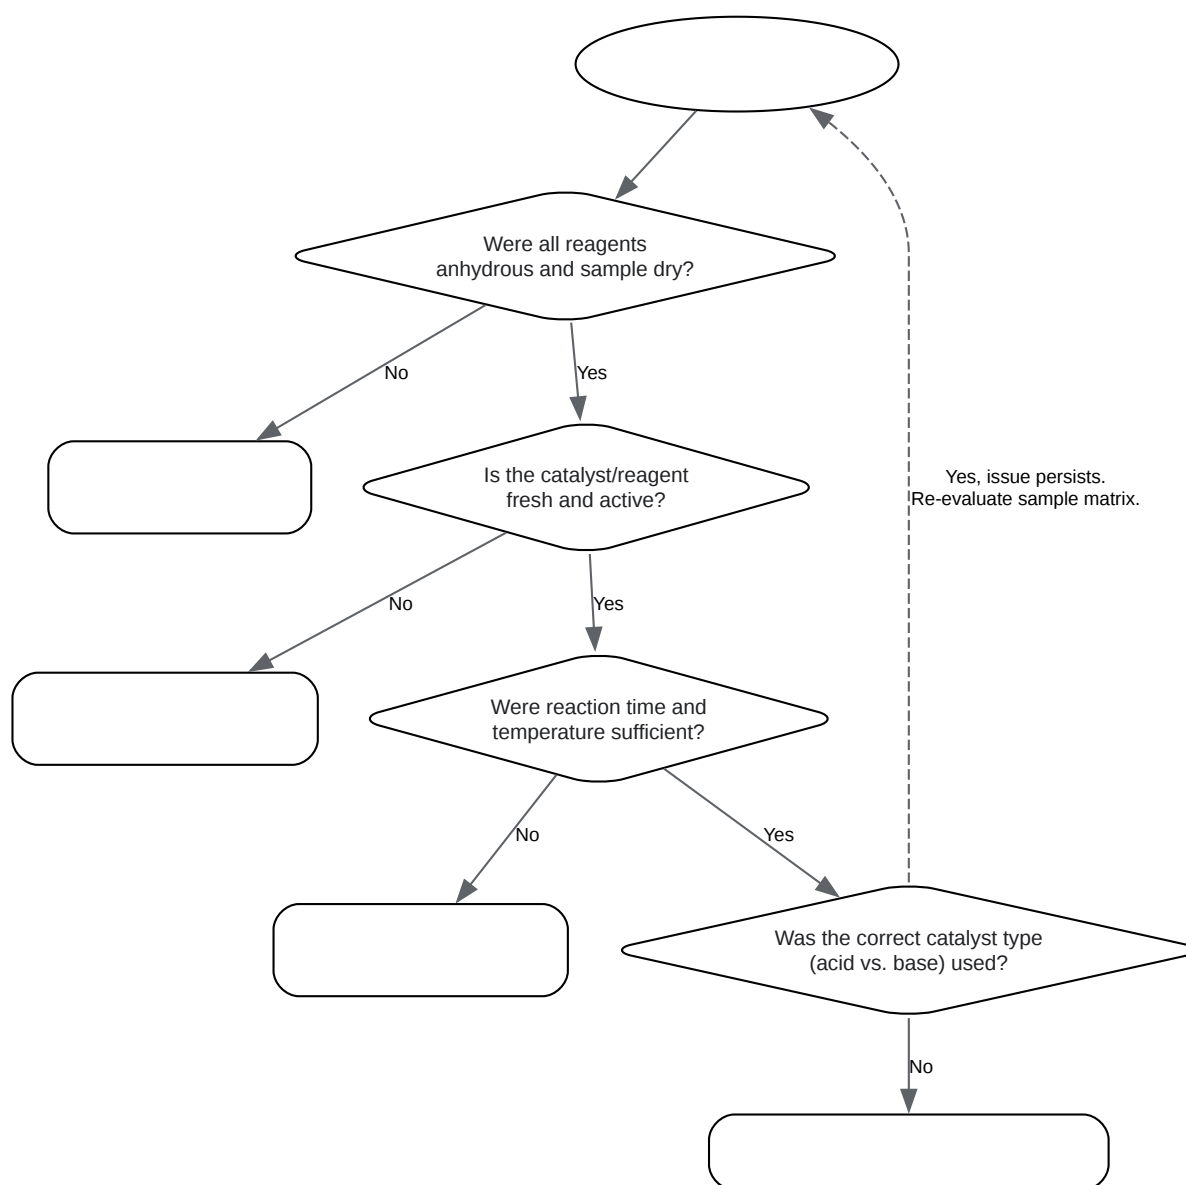 Were all reagents
anhydrous and sample dry?
No
Yes
Is the catalyst/reagent
fresh and active?
Yes, issue persists.
Re-evaluate sample matrix.
No
Yes
Were reaction time and
temperature sufficient?
No
Yes
Was the correct catalyst type
(acid vs. base) used?
No